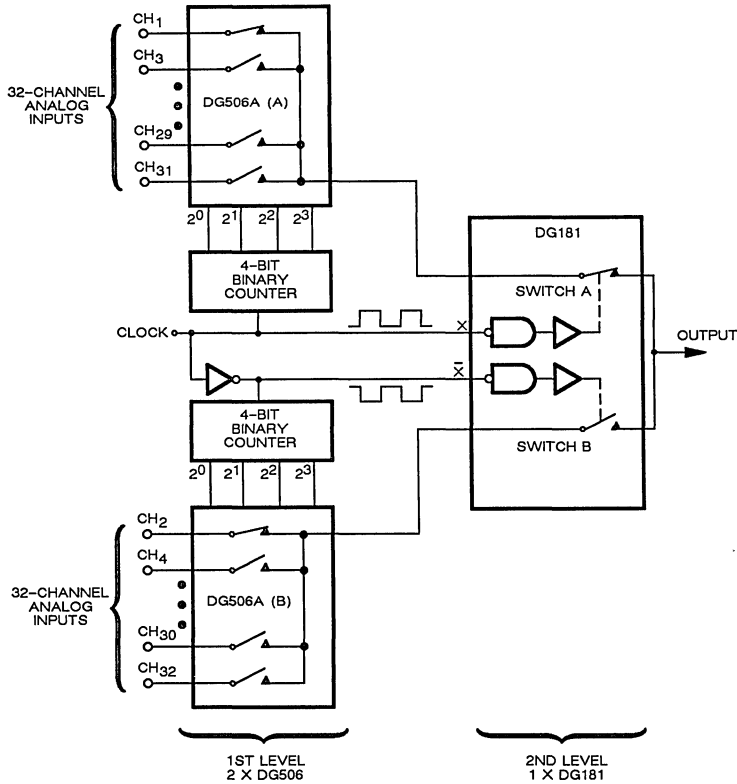 CH1
CH3
32-CHANNEL
ANALOG
INPUTS
DG506A (A)
CH29
CH31
2^0 2^1 2^2 2^3
4-BIT
BINARY
COUNTER
DG181
SWITCH A
CLOCK
X
OUTPUT
X̄
4-BIT
BINARY
COUNTER
SWITCH B
2^0 2^1 2^2 2^3
CH2
CH4
32-CHANNEL
ANALOG
INPUTS
DG506A (B)
CH30
CH32
1ST LEVEL
2 X DG506
2ND LEVEL
1 X DG181